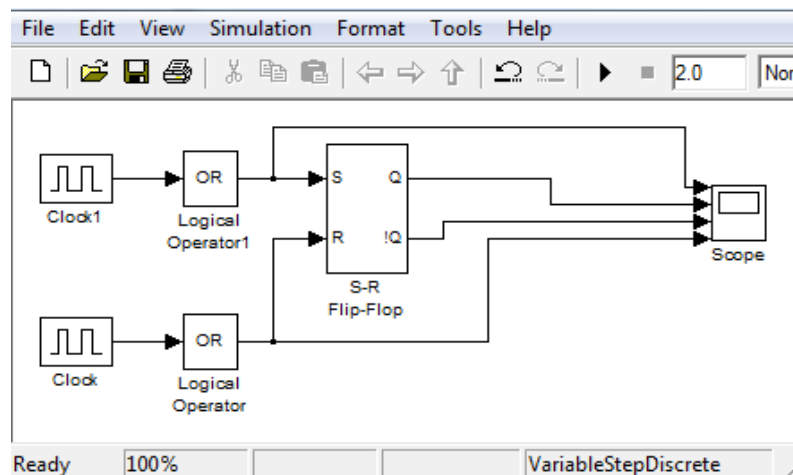 File Edit View Simulation Format Tools Help
2.0 Nor
OR
S Q
Clock1
Logical
Operator1
R !Q
Scope
S-R
Flip-Flop
OR
Clock
Logical
Operator
Ready 100% VariableStepDiscrete